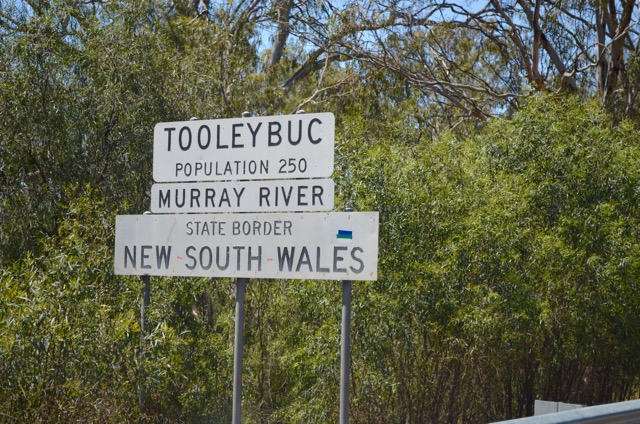 TOOLEYBUC
POPULATION 250
MURRAY RIVER
STATE BORDER
NEW SOUTH WALES